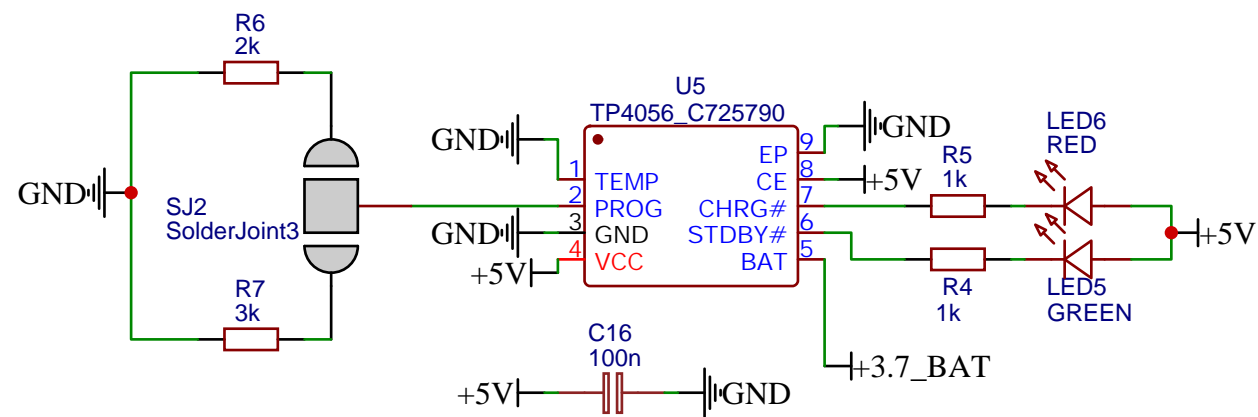 R6
2k
GND
SJ2
SolderJoint3
R7
3k
U5
TP4056_C725790
GND
1 TEMP
2 PROG
GND
3 GND
+5V
4 VCC
EP 9
GND
CE 8
+5V
CHRG# 7
STDBY# 6
BAT 5
R5
1k
LED6
RED
+5V
R4
1k
LED5
GREEN
+3.7_BAT
C16
100n
+5V
GND